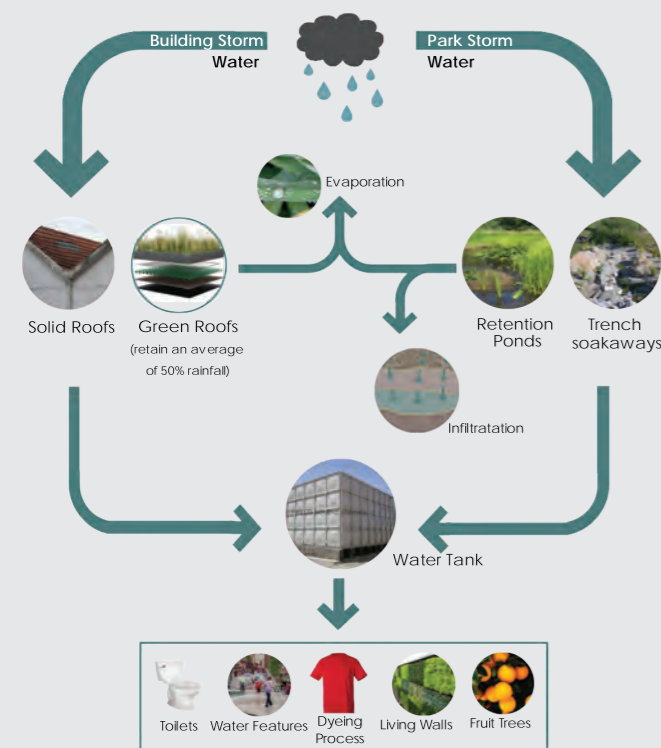 Building Storm
Water
Park Storm
Water
Evaporation
Solid Roofs
Green Roofs
(retain an average
of 50% rainfall)
Retention
Ponds
Trench
soakaways
Infiltratation
Water Tank
Toilets
Water Features
Dyeing
Process
Living Walls
Fruit Trees